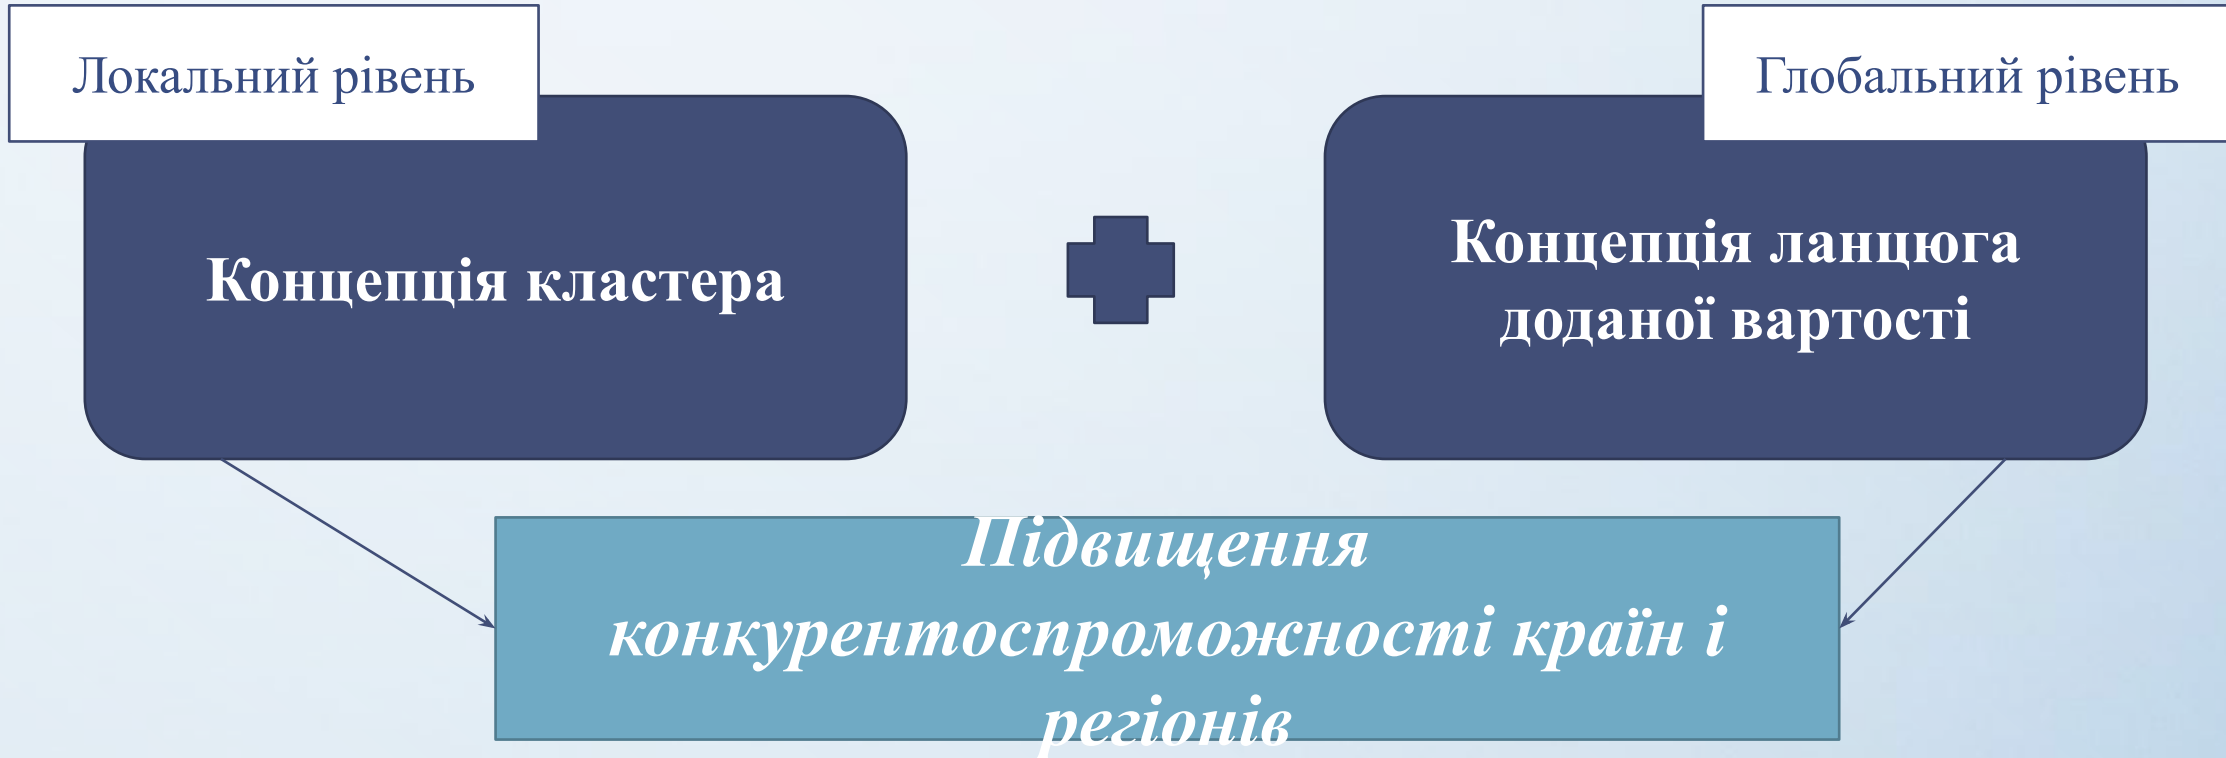 Локальний рівень
Глобальний рівень
Концепція кластера
Концепція ланцюга
доданої вартості
Підвищення
конкурентоспроможності країн і
регіонів